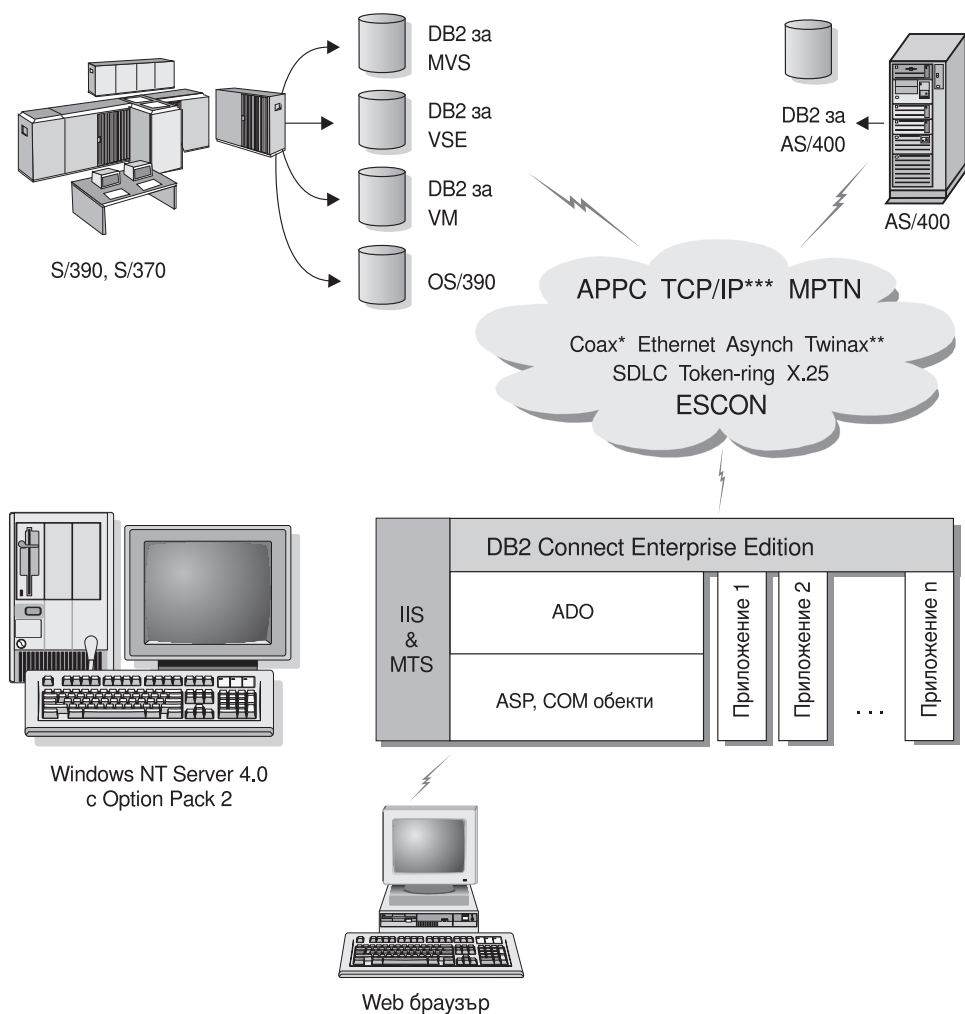 DB2 за
MVS
DB2 за
VSE
DB2 за
VM
OS/390
S/390, S/370
DB2 за
AS/400
AS/400
APPC TCP/IP*** MPTN
Coax* Ethernet Asynch Twinax**
SDLC Token-ring X.25
ESCON
DB2 Connect Enterprise Edition
IIS
&
MTS
ADO
ASP, COM обекти
Приложение 1
Приложение 2
. . .
Приложение n
Windows NT Server 4.0
с Option Pack 2
Web браузър